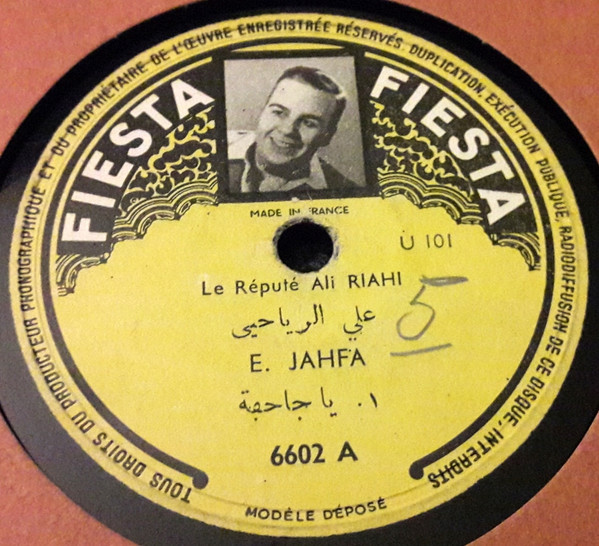 TOUS DROITS DU PRODUCTEUR PHONOGRAPHIQUE ET DU PROPRIÉTAIRE DE L'ŒUVRE ENREGISTRÉE RÉSERVÉS. DUPLICATION, EXÉCUTION PUBLIQUE, RADIODIFFUSION DE CE DISQUE, INTERDITS
FIESTA FIESTA
MADE IN FRANCE
U 101
Le Réputé Ali RIAHI
علي الرياحي
5
E. JAHFA
١. يا جاحفة
6602 A
MODÈLE DÉPOSÉ